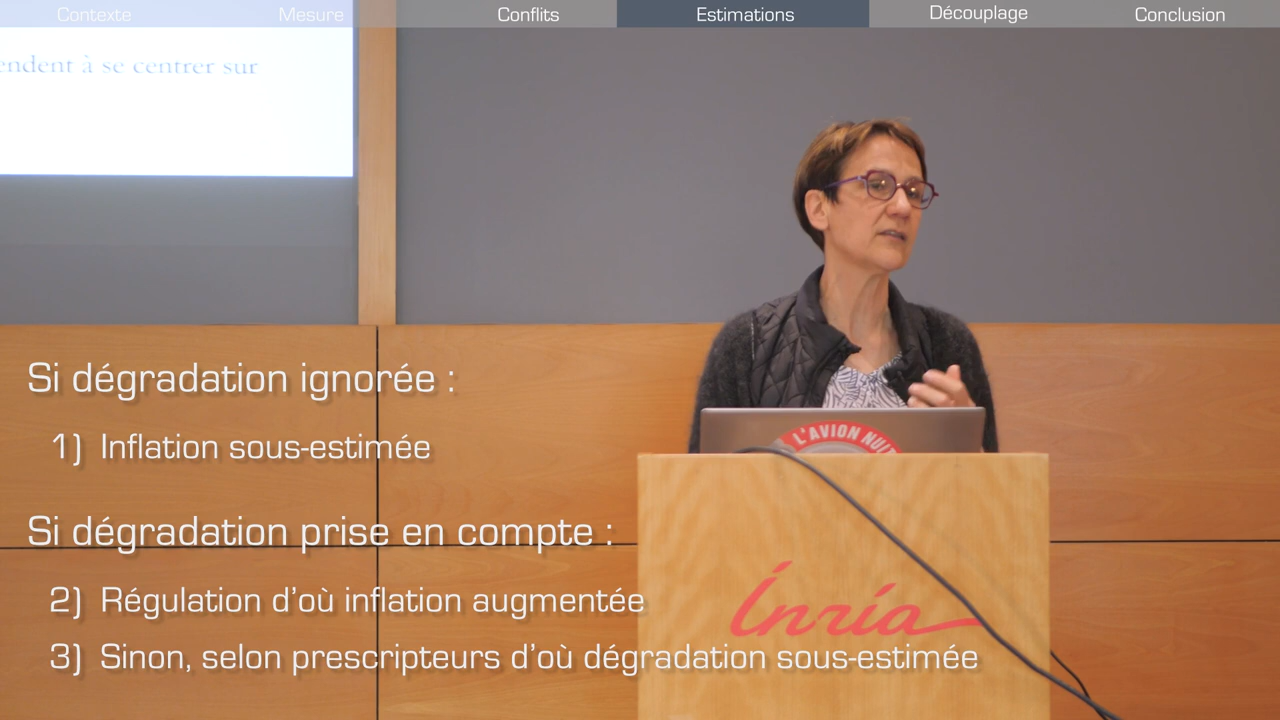 Contexte Mesure Conflits Estimations Découplage Conclusion
endent à se centrer sur
Si dégradation ignorée :
1) Inflation sous-estimée
L'AVION NUIT
Si dégradation prise en compte :
2) Régulation d'où inflation augmentée
Inria
3) Sinon, selon prescripteurs d'où dégradation sous-estimée